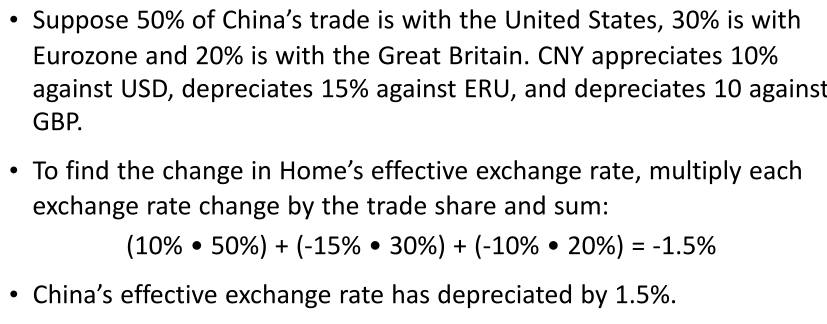 • Suppose 50% of China’s trade is with the United States, 30% is with
Eurozone and 20% is with the Great Britain. CNY appreciates 10%
against USD, depreciates 15% against ERU, and depreciates 10 against
GBP.
• To find the change in Home’s effective exchange rate, multiply each
exchange rate change by the trade share and sum:
(10% • 50%) + (-15% • 30%) + (-10% • 20%) = -1.5%
• China’s effective exchange rate has depreciated by 1.5%.